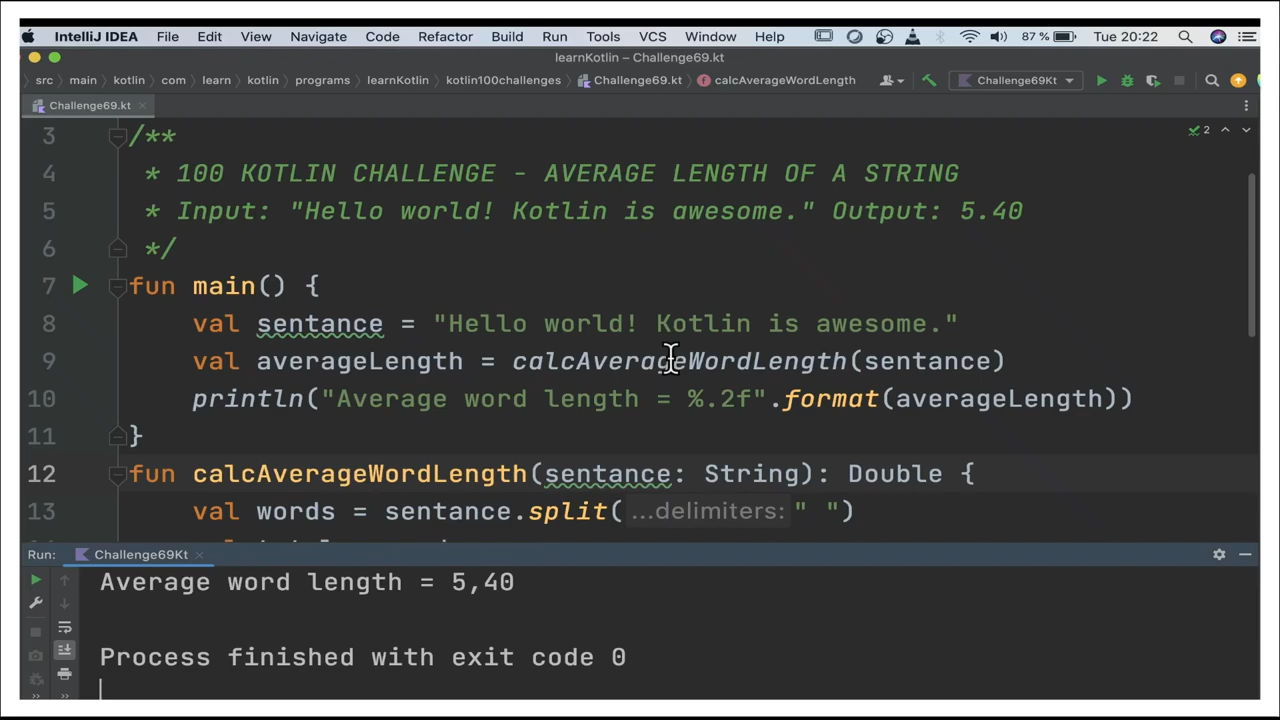 IntelliJ IDEA File Edit View Navigate Code Refactor Build Run Tools VCS Window Help 87 % Tue 20:22
learnKotlin – Challenge69.kt
src › main › kotlin › com › learn › kotlin › programs › learnKotlin › kotlin100challenges › Challenge69.kt › calcAverageWordLength Challenge69Kt
Challenge69.kt
3 /**
2
4 * 100 KOTLIN CHALLENGE - AVERAGE LENGTH OF A STRING
5 * Input: "Hello world! Kotlin is awesome." Output: 5.40
6 */
7 fun main() {
8 val sentance = "Hello world! Kotlin is awesome."
9 val averageLength = calcAverageWordLength(sentance)
10 println("Average word length = %.2f".format(averageLength))
11 }
12 fun calcAverageWordLength(sentance: String): Double {
13 val words = sentance.split( ...delimiters: " ")
Run: Challenge69Kt
Average word length = 5,40
Process finished with exit code 0